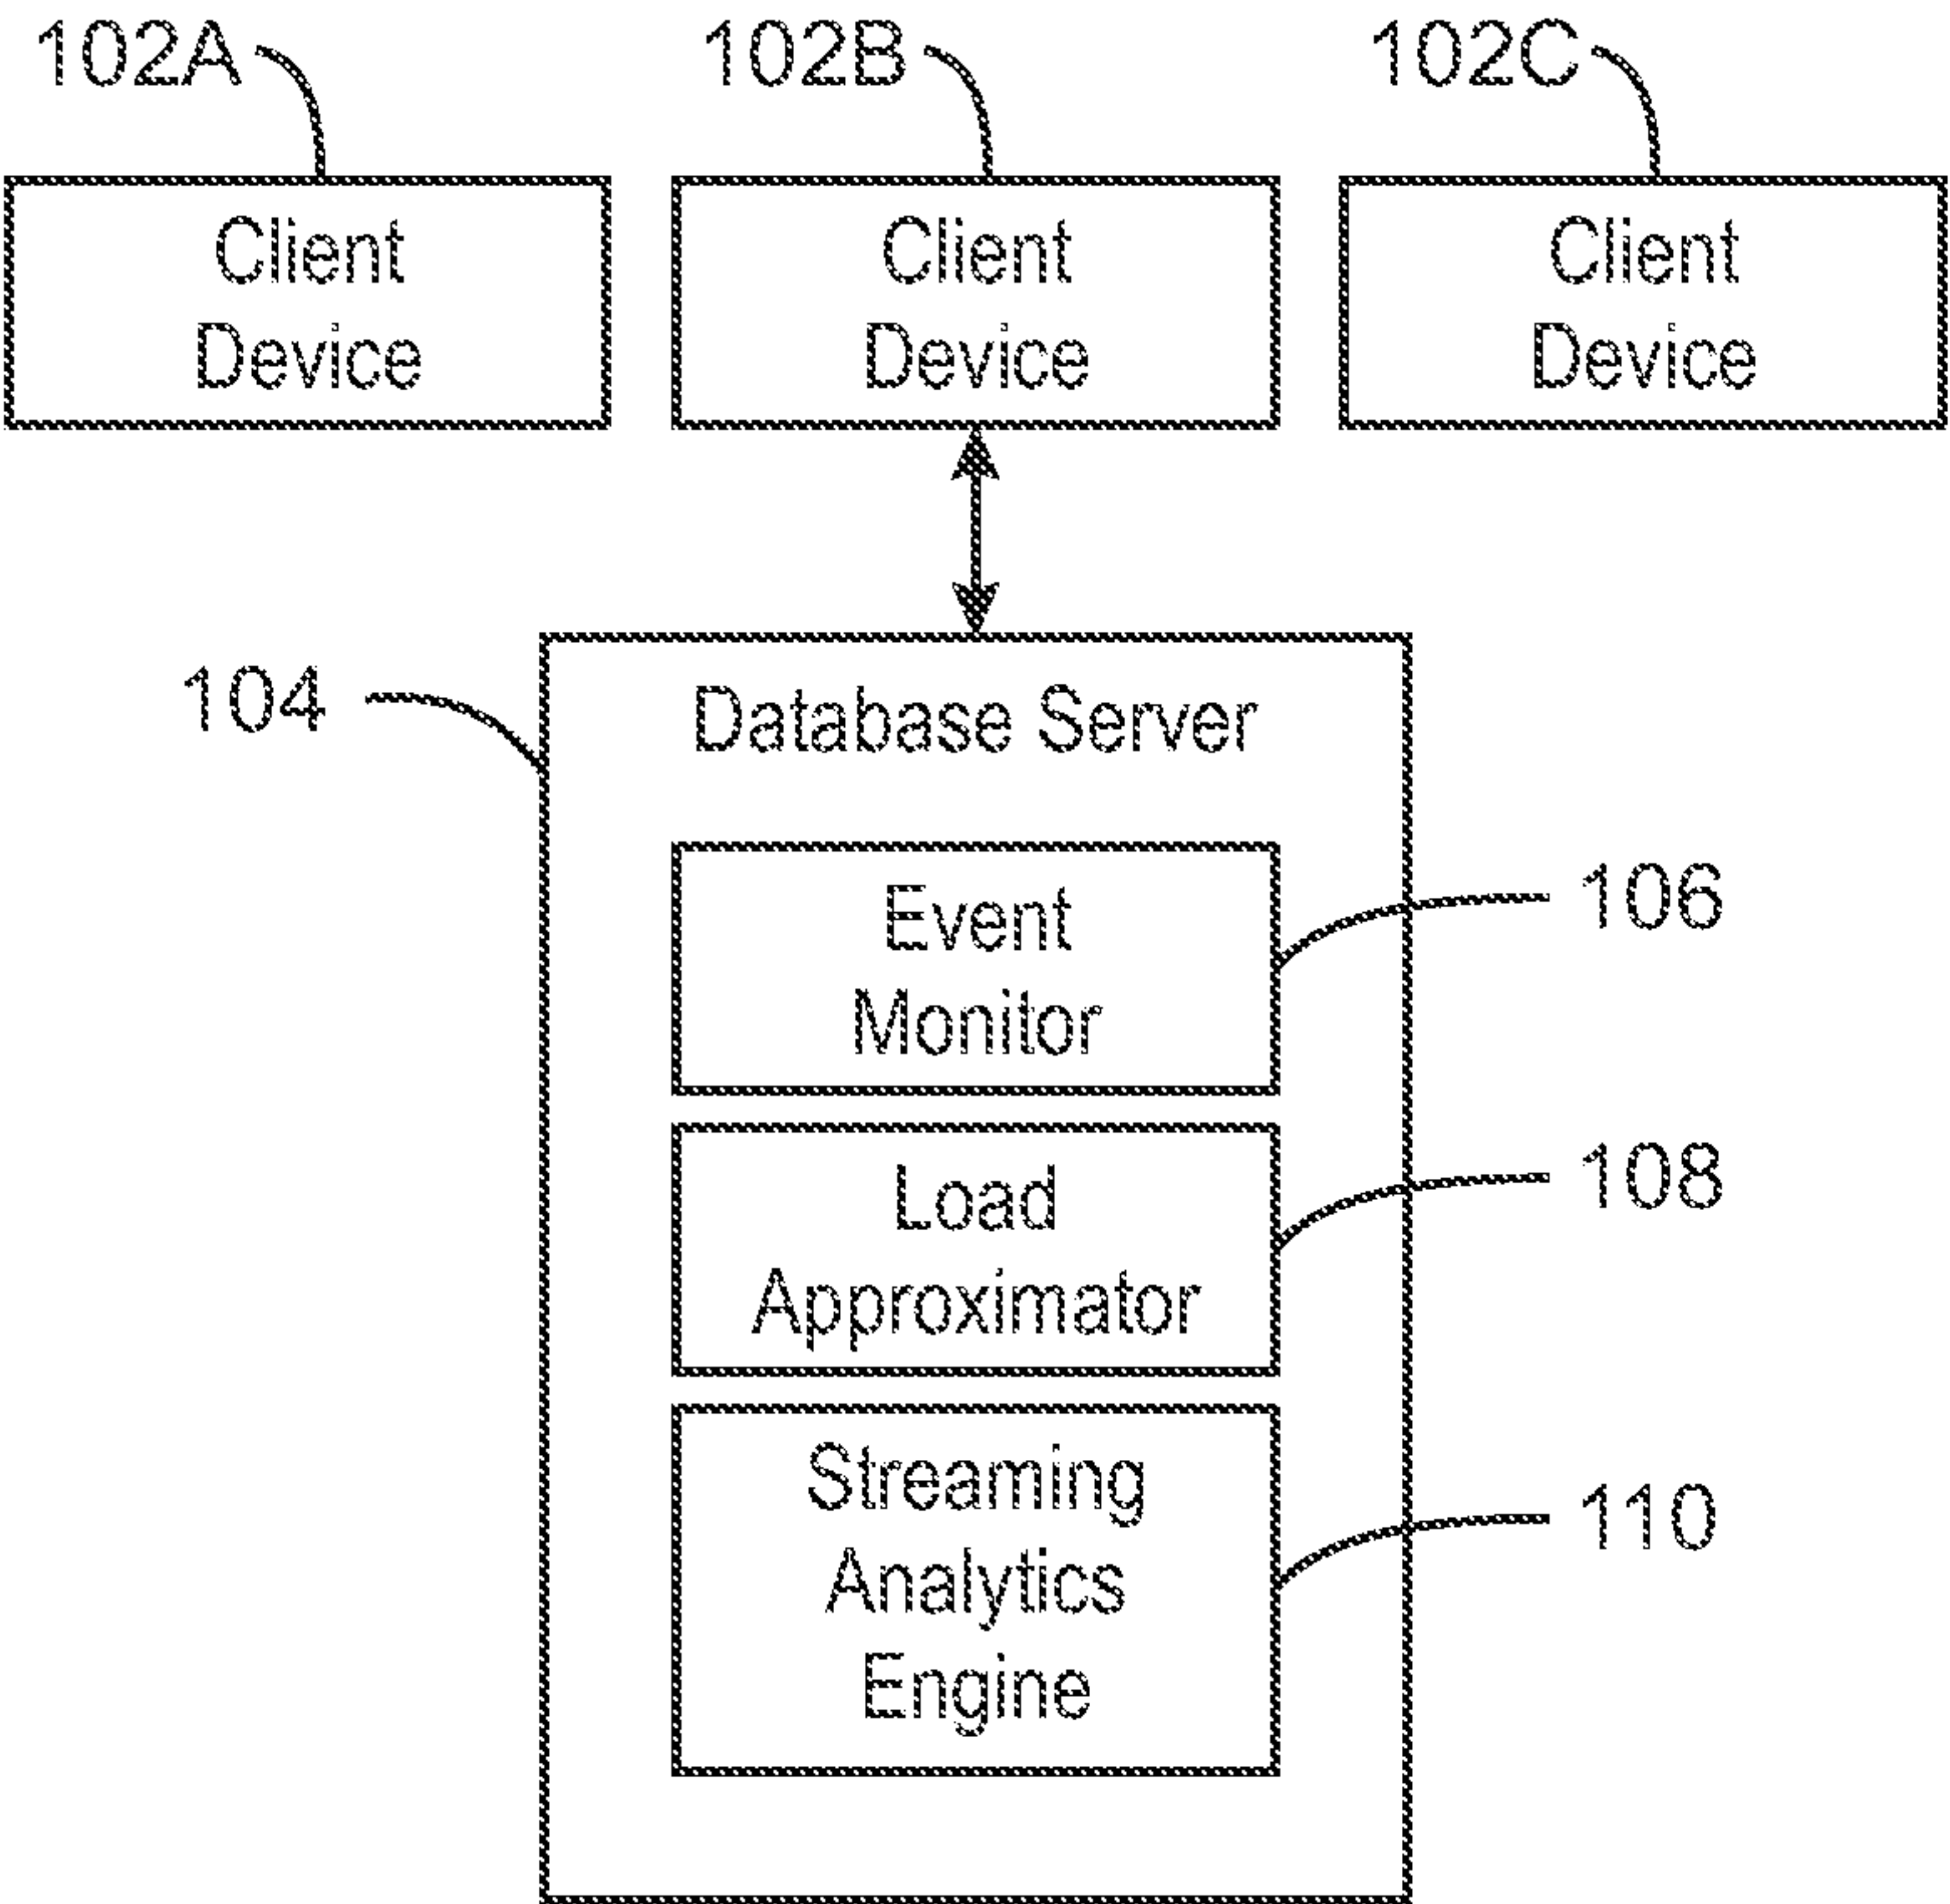 102A
102B
102C
Client
Device
Client
Device
Client
Device
104
Database Server
Event
Monitor
106
Load
Approximator
108
Streaming
Analytics
Engine
110